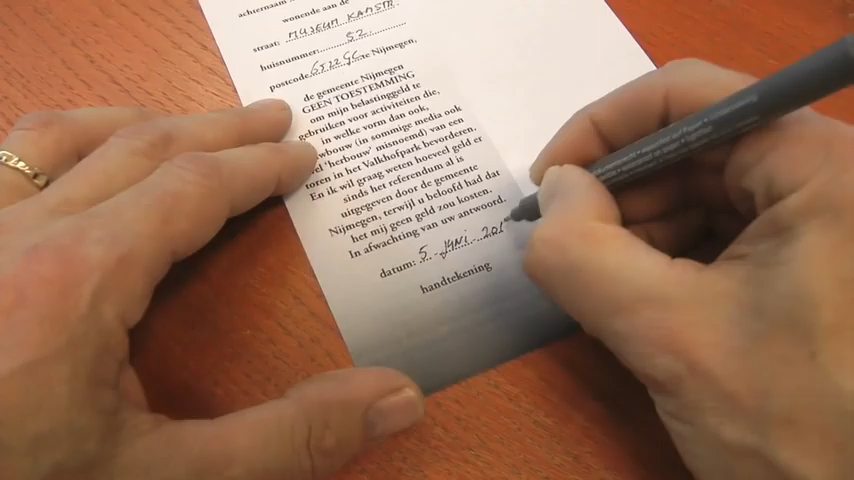 achternaam
wonende aan de
straat: MUZEUM KAMSTR.
huisnummer: 52
postcode 6522 GC te Nijmegen,
de gemeente Nijmegen
GEEN TOESTEMMING
om mijn belastinggeld te
gebruiken voor activiteiten die,
in welke vorm dan ook,
nieuwbouw (in sommige media ook
wel 'herbouw' misnoemd) van een
toren in het Valkhofpark bevorderen.
En ik wil graag weten hoeveel geld er
sinds het referendum al is
uitgegeven door de gemeente
Nijmegen, terwijl u beloofd had dat
het mij geen geld zou kosten.
In afwachting van uw antwoord.
datum: 5 juni 201
handtekening